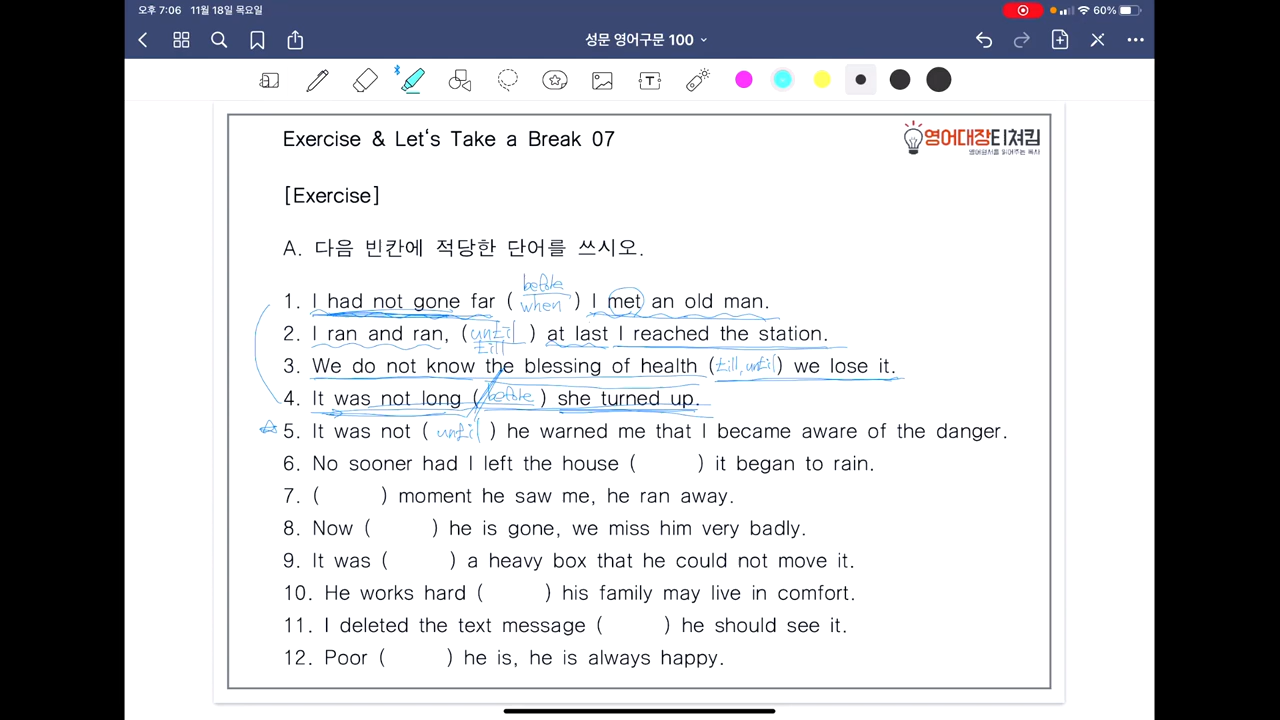 오후 7:06 11월 18일 목요일
60%
성문 영어구문 100
Exercise & Let's Take a Break 07
영어대장티쳐킴
[Exercise]
A. 다음 빈칸에 적당한 단어를 쓰시오.
before
1. I had not gone far ( when ) I met an old man.
2. I ran and ran, ( until ) at last I reached the station.
till
3. We do not know the blessing of health (till, until) we lose it.
4. It was not long ( before ) she turned up.
5. It was not ( until ) he warned me that I became aware of the danger.
6. No sooner had I left the house ( ) it began to rain.
7. ( ) moment he saw me, he ran away.
8. Now ( ) he is gone, we miss him very badly.
9. It was ( ) a heavy box that he could not move it.
10. He works hard ( ) his family may live in comfort.
11. I deleted the text message ( ) he should see it.
12. Poor ( ) he is, he is always happy.